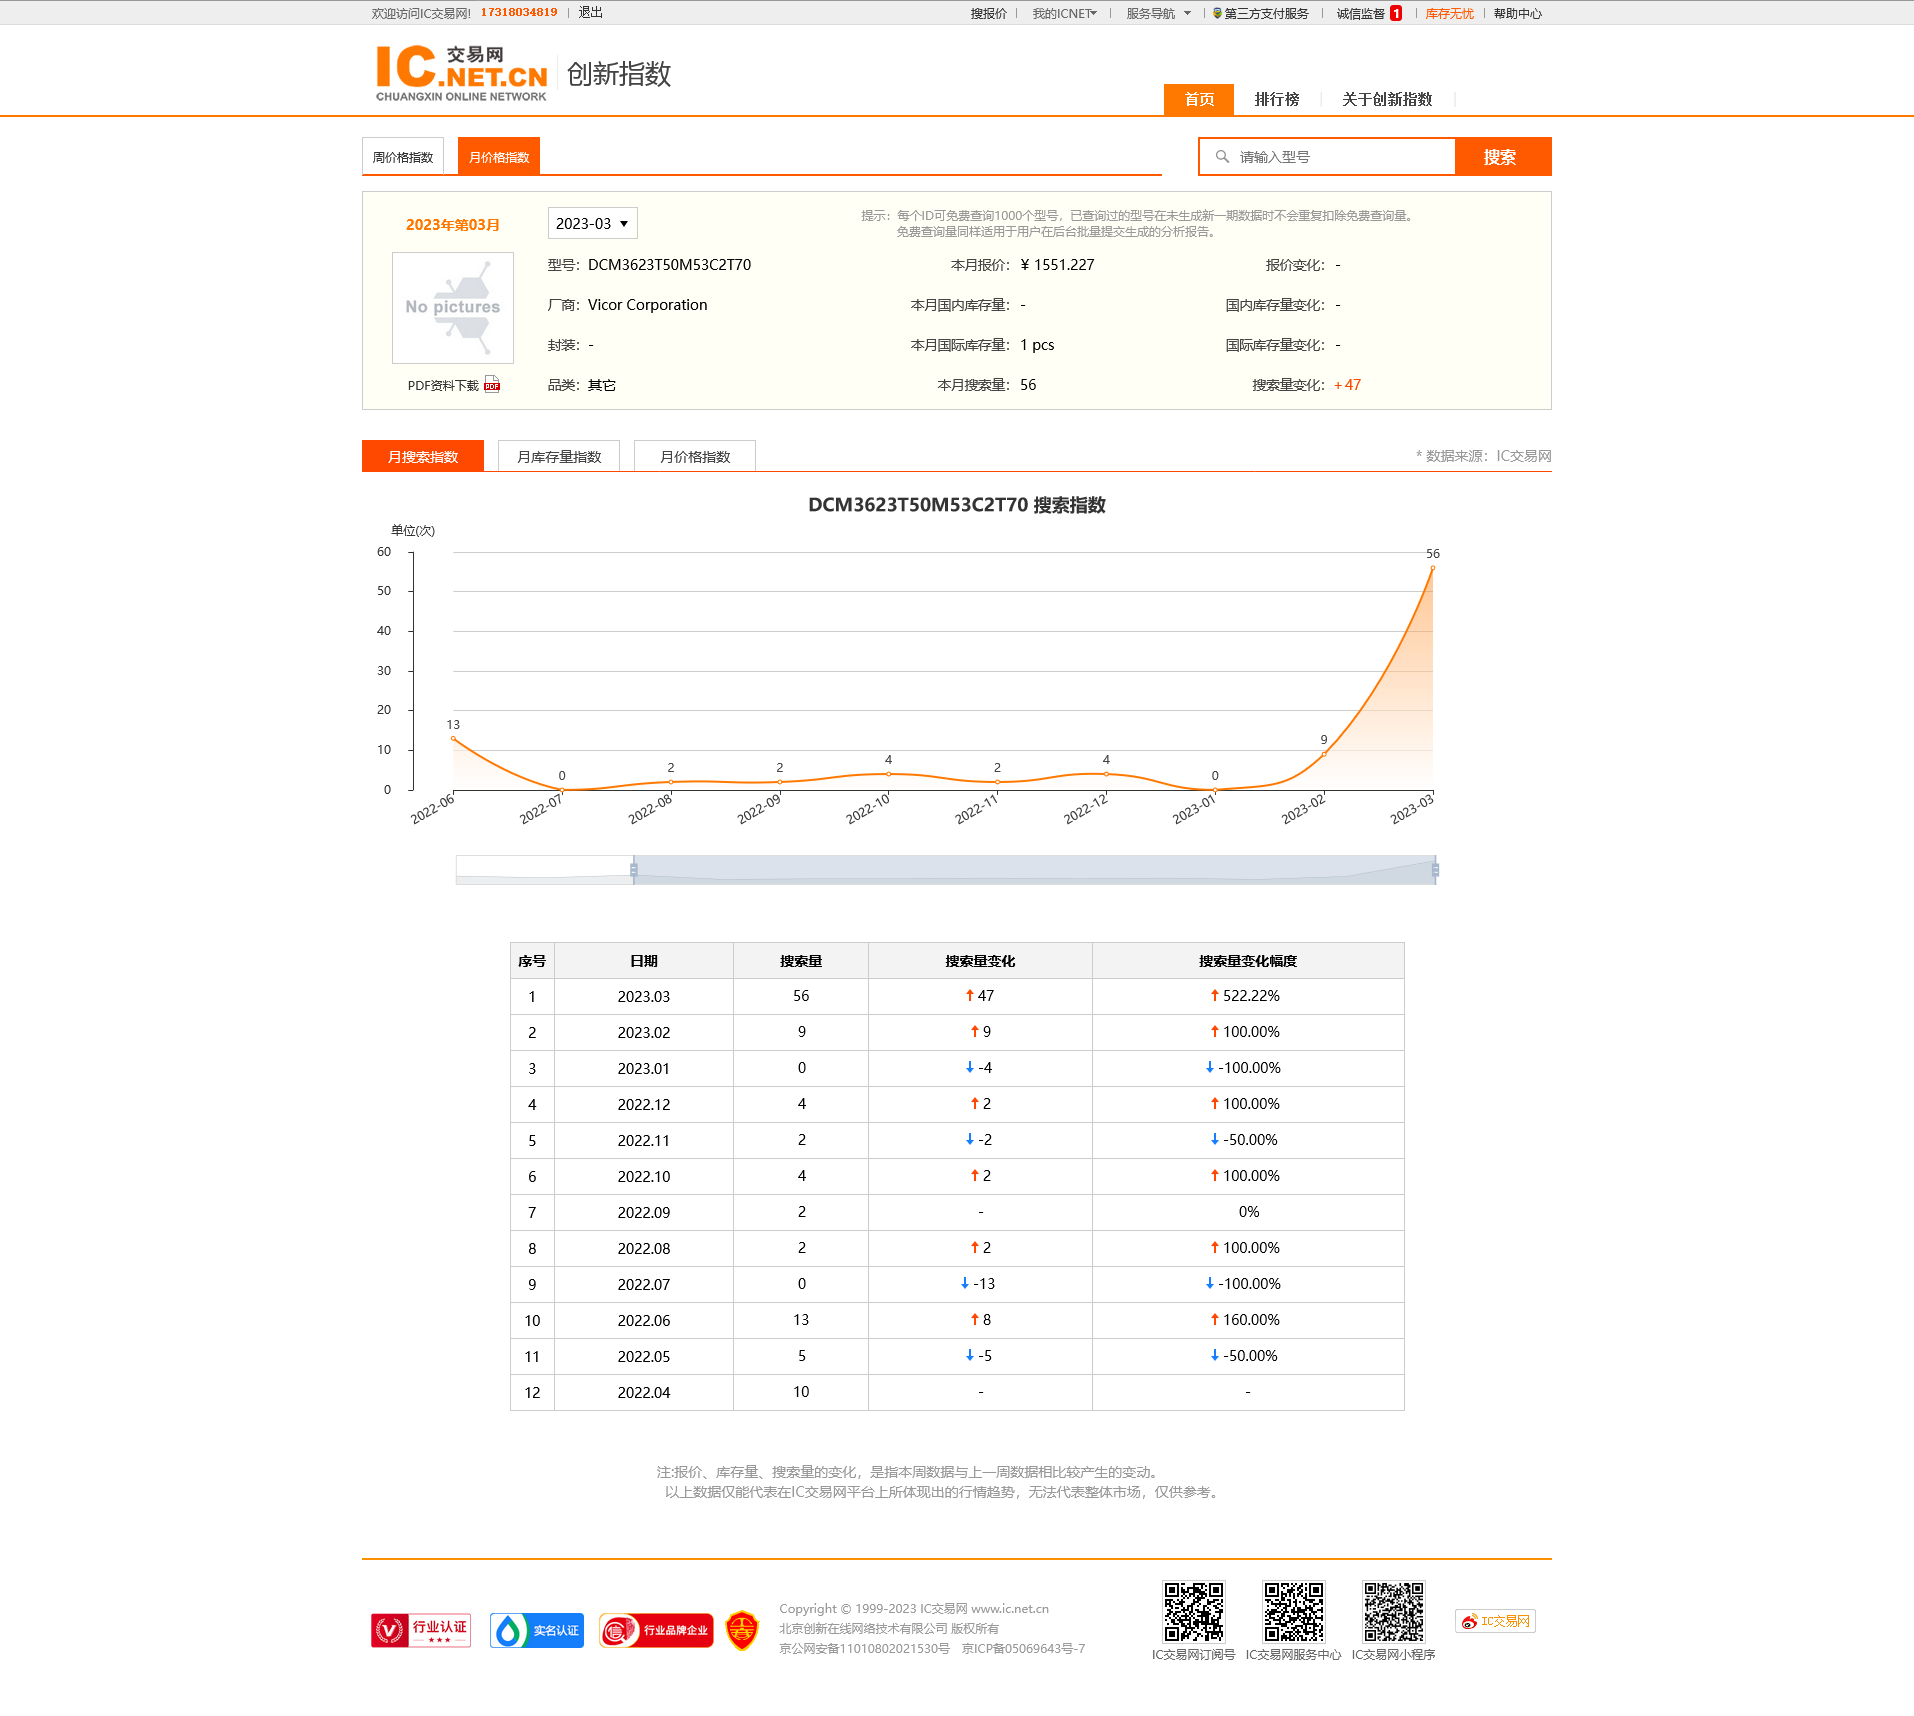 欢迎访问IC交易网! 17318034819 退出 搜报价 我的ICNET 服务导航 第三方支付服务 诚信监督 1 库存无忧 帮助中心
IC.NET.CN 交易网 创新指数
CHUANGXIN ONLINE NETWORK
首页 排行榜 关于创新指数
周价格指数 月价格指数 请输入型号 搜索
2023年第03月 2023-03
提示：每个ID可免费查询1000个型号，已查询过的型号在未生成新一期数据时不会重复扣除免费查询量。
免费查询量同样适用于用户在后台批量提交生成的分析报告。
型号：DCM3623T50M53C2T70 本月报价：¥ 1551.227 报价变化：-
No pictures
厂商：Vicor Corporation 本月国内库存量：- 国内库存量变化：-
封装：- 本月国际库存量：1 pcs 国际库存量变化：-
PDF资料下载 PDF 品类：其它 本月搜索量：56 搜索量变化：+47
月搜索指数 月库存量指数 月价格指数 * 数据来源：IC交易网
DCM3623T50M53C2T70 搜索指数
单位(次)
60
50
40
30
20
10
0
13 0 2 2 4 2 4 0 9 56
2022-06 2022-07 2022-08 2022-09 2022-10 2022-11 2022-12 2023-01 2023-02 2023-03
序号 日期 搜索量 搜索量变化 搜索量变化幅度
1 2023.03 56 47 522.22%
2 2023.02 9 9 100.00%
3 2023.01 0 -4 -100.00%
4 2022.12 4 2 100.00%
5 2022.11 2 -2 -50.00%
6 2022.10 4 2 100.00%
7 2022.09 2 - 0%
8 2022.08 2 2 100.00%
9 2022.07 0 -13 -100.00%
10 2022.06 13 8 160.00%
11 2022.05 5 -5 -50.00%
12 2022.04 10 - -
注:报价、库存量、搜索量的变化，是指本周数据与上一周数据相比较产生的变动。
以上数据仅能代表在IC交易网平台上所体现出的行情趋势，无法代表整体市场，仅供参考。
行业认证 实名认证 行业品牌企业
Copyright © 1999-2023 IC交易网 www.ic.net.cn
北京创新在线网络技术有限公司 版权所有
京公网安备11010802021530号 京ICP备05069643号-7
IC交易网订阅号 IC交易网服务中心 IC交易网小程序
IC交易网